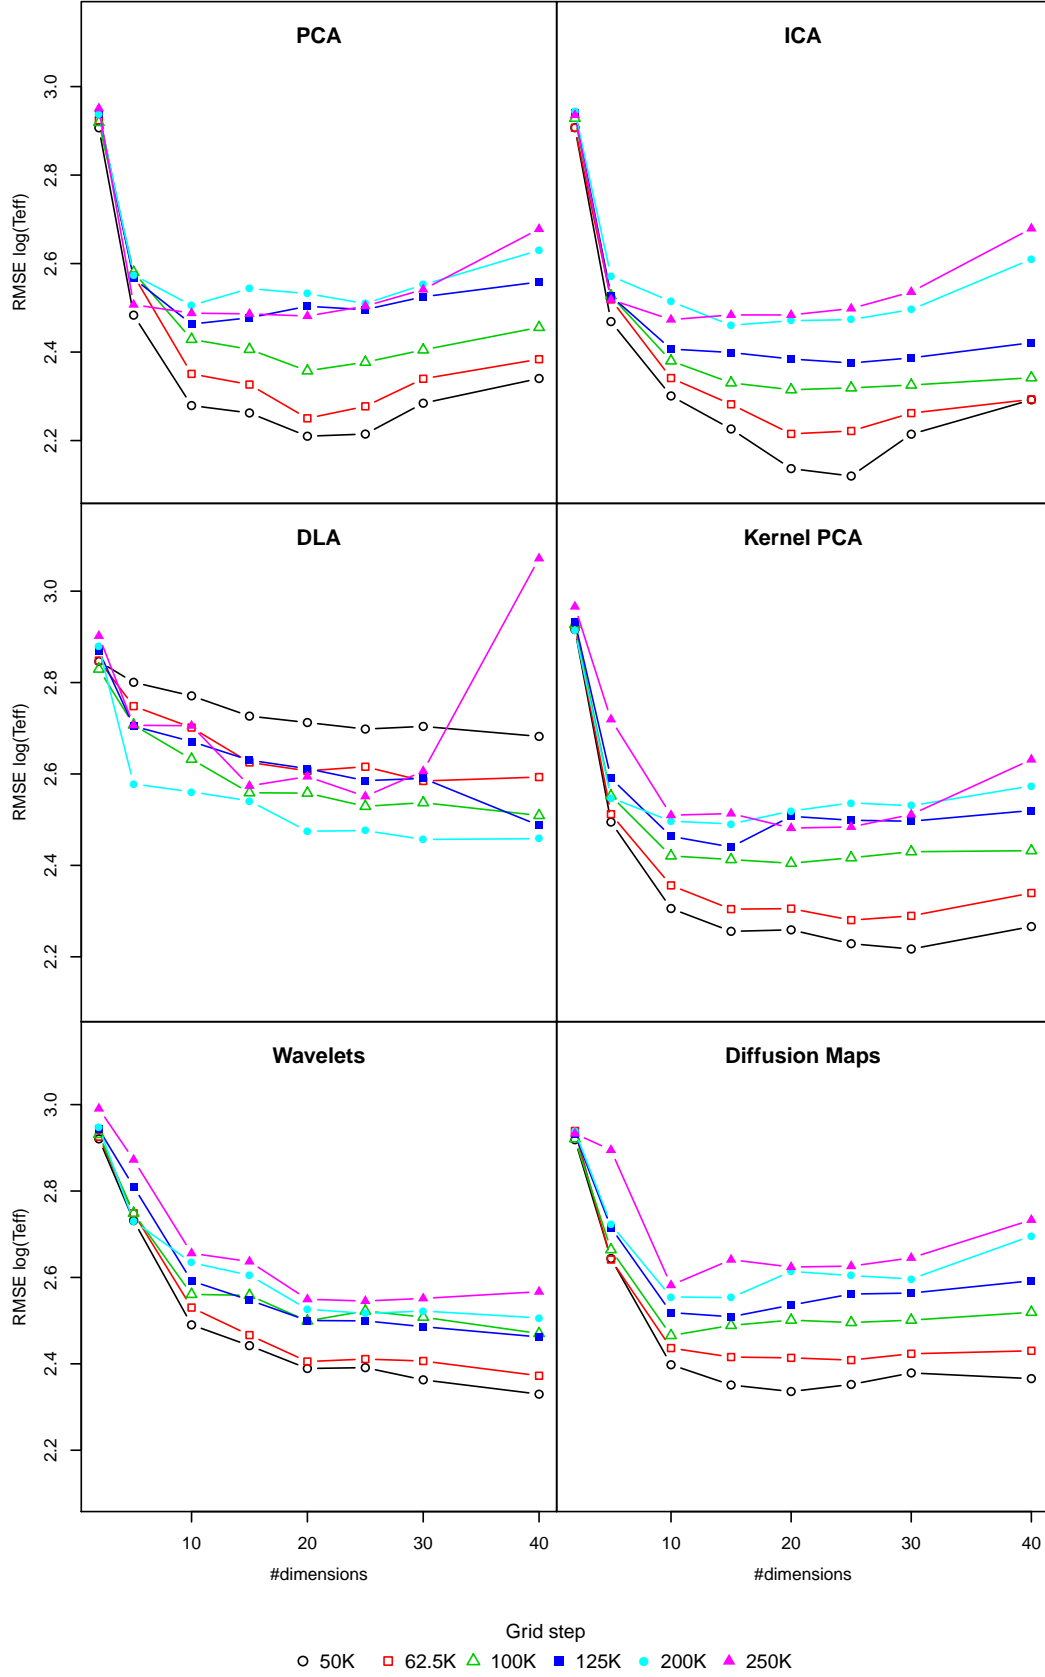 PCA
ICA
RMSE log(Teff)
3.0
2.8
2.6
2.4
2.2
DLA
Kernel PCA
RMSE log(Teff)
3.0
2.8
2.6
2.4
2.2
Wavelets
Diffusion Maps
RMSE log(Teff)
3.0
2.8
2.6
2.4
2.2
10 20 30 40
10 20 30 40
#dimensions
#dimensions
Grid step
50K 62.5K 100K 125K 200K 250K